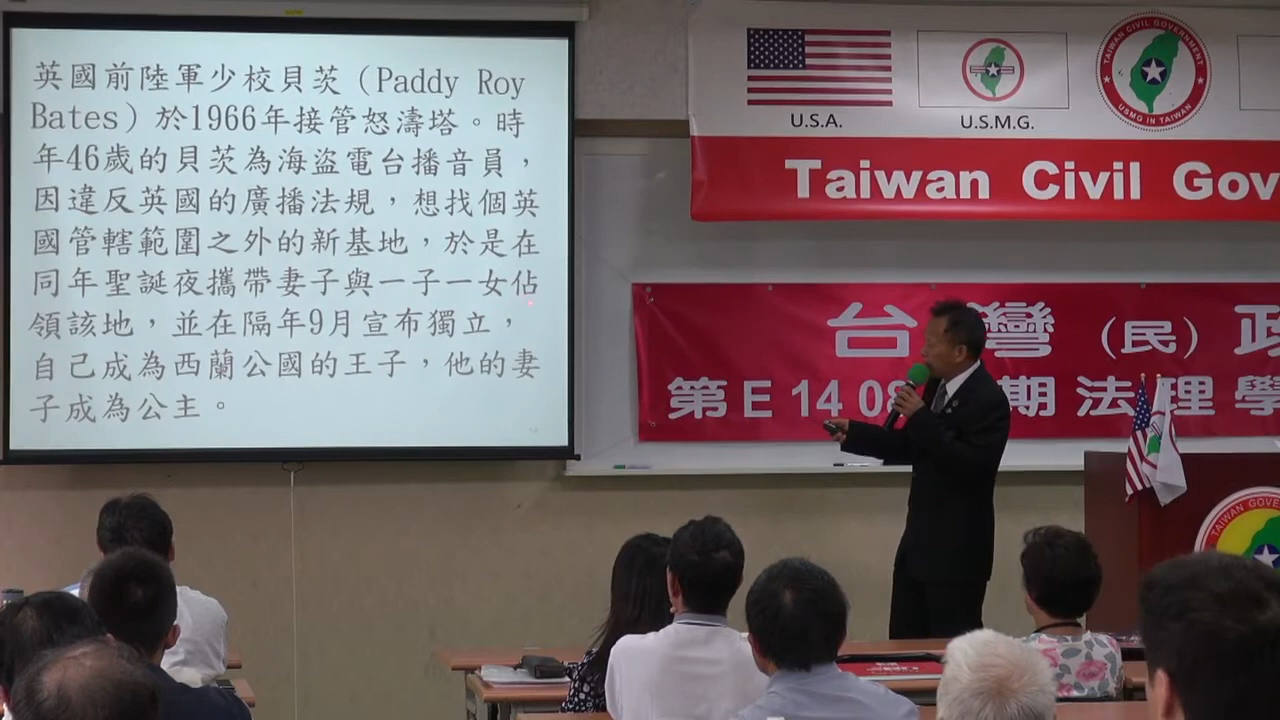 英國前陸軍少校貝茨（Paddy Roy
Bates）於1966年接管怒濤塔。時
年46歲的貝茨為海盜電台播音員，
因違反英國的廣播法規，想找個英
國管轄範圍之外的新基地，於是在
同年聖誕夜攜帶妻子與一子一女佔
領該地，並在隔年9月宣布獨立，
自己成為西蘭公國的王子，他的妻
子成為公主。
U.S.A.
U.S.M.G.
TAIWAN CIVIL GOVERNMENT
USMG IN TAIWAN
Taiwan Civil Gov
台灣（民）政
第E 14 08 期法理學
TAIWAN GOVE